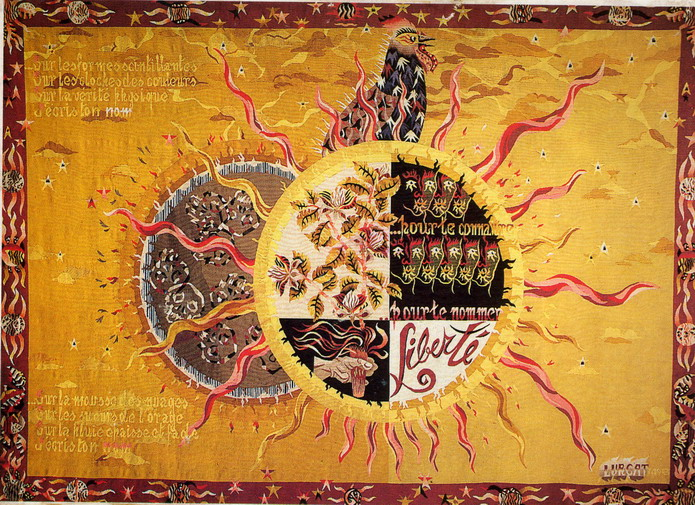 Sur les formes scintillantes
Sur les cloches des couleurs
Sur la vérité physique
J'écris ton nom
...pour te connaitre
...pour te nommer
Liberté
...Sur la mousse des nuages
Sur les sueurs de l'orage
Sur la pluie épaisse et fade
J'écris ton nom
LURÇAT